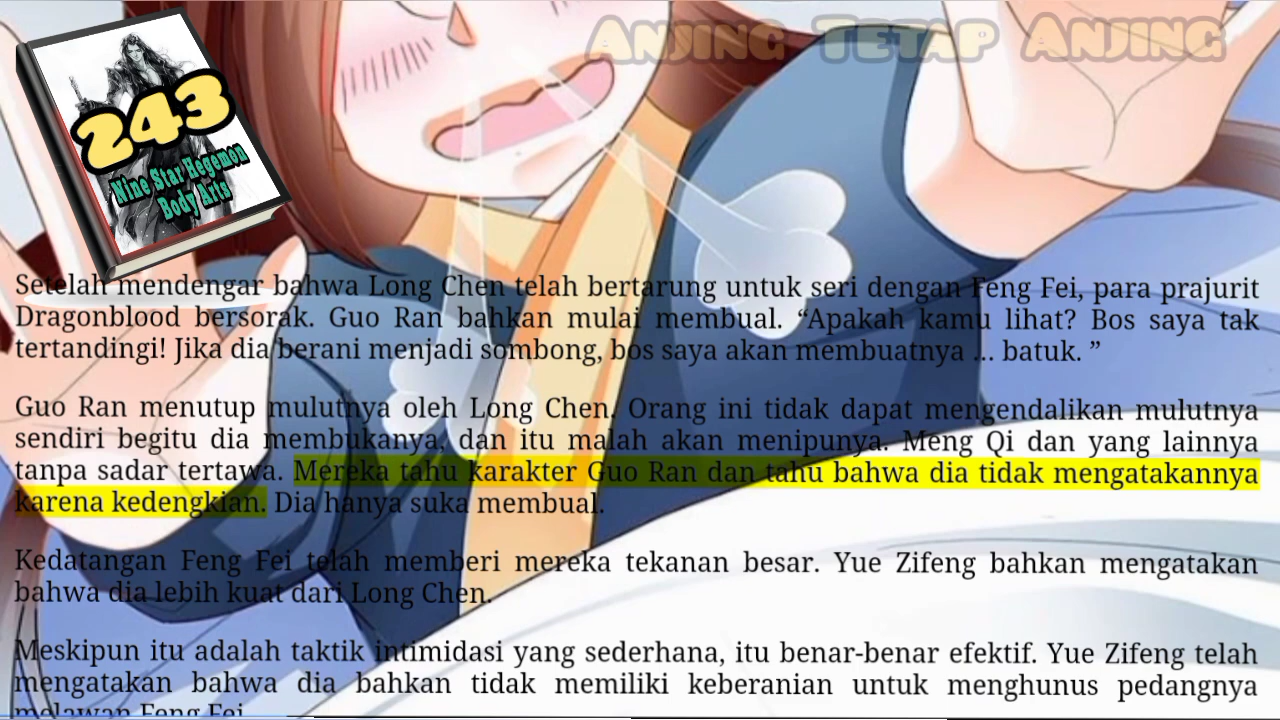 Anjing Tetap Anjing
243
Nine Star Hegemon
Body Arts
Setelah mendengar bahwa Long Chen telah bertarung untuk seri dengan Feng Fei, para prajurit
Dragonblood bersorak. Guo Ran bahkan mulai membual. “Apakah kamu lihat? Bos saya tak
tertandingi! Jika dia berani menjadi sombong, bos saya akan membuatnya ... batuk. ”
Guo Ran menutup mulutnya oleh Long Chen. Orang ini tidak dapat mengendalikan mulutnya
sendiri begitu dia membukanya, dan itu malah akan menipunya. Meng Qi dan yang lainnya
tanpa sadar tertawa. Mereka tahu karakter Guo Ran dan tahu bahwa dia tidak mengatakannya
karena kedengkian. Dia hanya suka membual.
Kedatangan Feng Fei telah memberi mereka tekanan besar. Yue Zifeng bahkan mengatakan
bahwa dia lebih kuat dari Long Chen.
Meskipun itu adalah taktik intimidasi yang sederhana, itu benar-benar efektif. Yue Zifeng telah
mengatakan bahwa dia bahkan tidak memiliki keberanian untuk menghunus pedangnya
melawan Feng Fei.